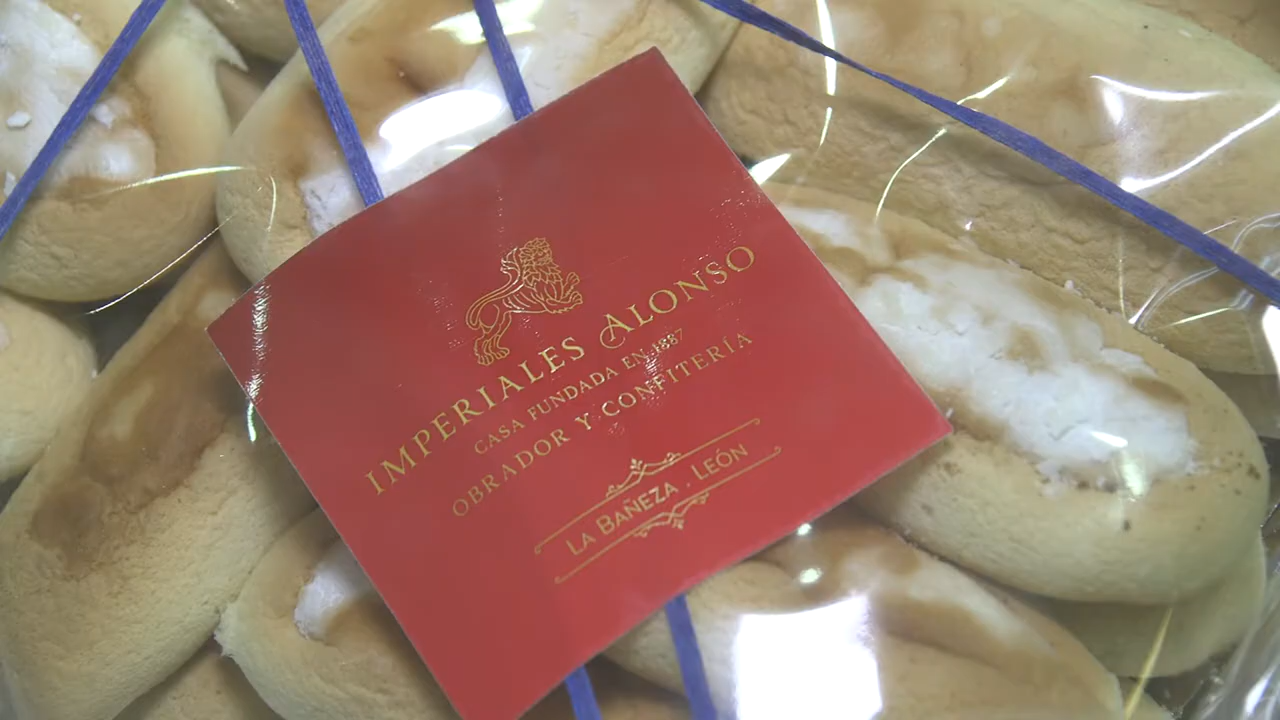 IMPERIALES ALONSO
CASA FUNDADA EN 1887
OBRADOR Y CONFITERÍA
LA BAÑEZA . LEÓN